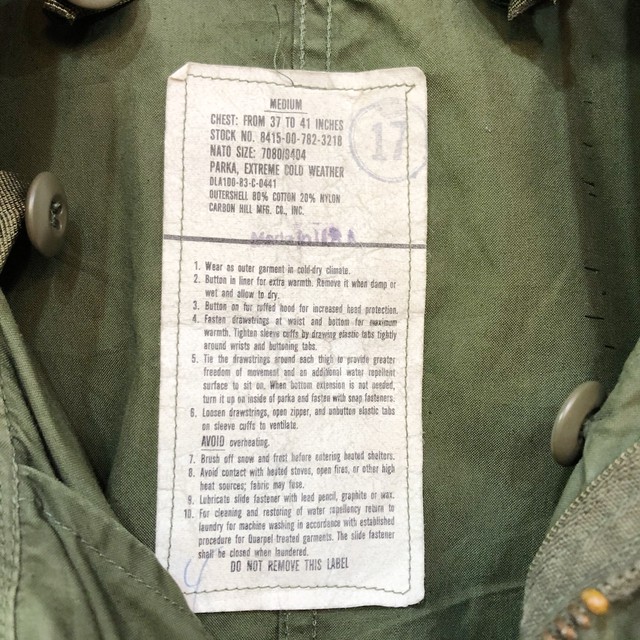 MEDIUM
CHEST: FROM 37 TO 41 INCHES
STOCK NO. 8415-00-782-3218
NATO SIZE: 7080/0404
PARKA, EXTREME COLD WEATHER
DLA100-83-C-0441
OUTERSHELL 80% COTTON 20% NYLON
CARBON HILL MFG. CO., INC.
17
Made in U.S.A.
1. Wear as outer garment in cold-dry climate.
2. Button in liner for extra warmth. Remove it when damp or
wet and allow to dry.
3. Button on fur ruffed hood for increased head protection.
4. Fasten drawstrings at waist and bottom for maximum
warmth. Tighten sleeve cuffs by drawing elastic tabs tightly
around wrists and buttoning tabs.
5. Tie the drawstrings around each thigh to provide greater
freedom of movement and as additional water repellent
surface to sit on. When bottom extension is not needed,
turn it up on inside of parka and fasten with snap fasteners.
6. Loosen drawstrings, open zipper, and unbutton elastic tabs
on sleeve cuffs to ventilate.
AVOID overheating.
7. Brush off snow and frost before entering heated shelters.
8. Avoid contact with heated stoves, open fires, or other high
heat sources; fabric may fuse.
9. Lubricate slide fastener with lead pencil, graphite or wax.
10. For cleaning and restoring of water repellency return to
laundry for machine washing in accordance with established
procedure for Quarpel treated garments. The slide fastener
shall be closed when laundered.
DO NOT REMOVE THIS LABEL